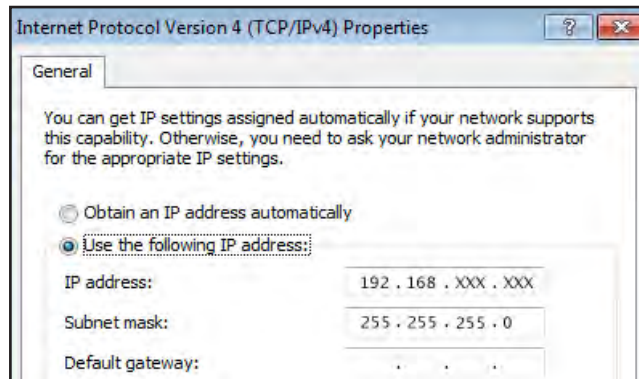 Internet Protocol Version 4 (TCP/IPv4) Properties
General
You can get IP settings assigned automatically if your network supports
this capability. Otherwise, you need to ask your network administrator
for the appropriate IP settings.
Obtain an IP address automatically
Use the following IP address:
IP address: 192 . 168 . XXX . XXX
Subnet mask: 255 . 255 . 255 . 0
Default gateway: . . .